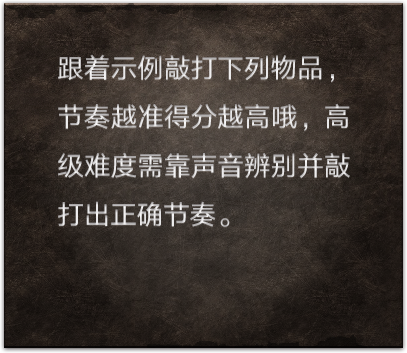 跟着示例敲打下列物品，
节奏越准得分越高哦，高
级难度需靠声音辨别并敲
打出正确节奏。